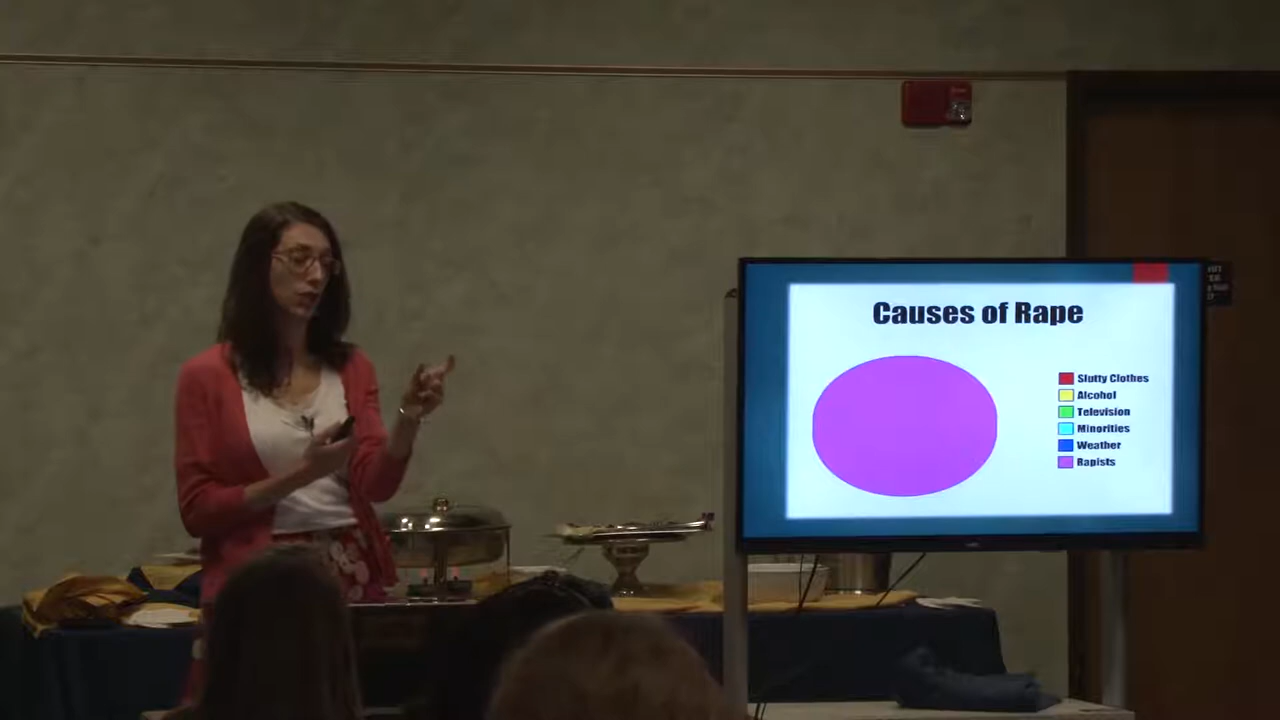 Causes of Rape
Slutty Clothes
Alcohol
Television
Minorities
Weather
Rapists